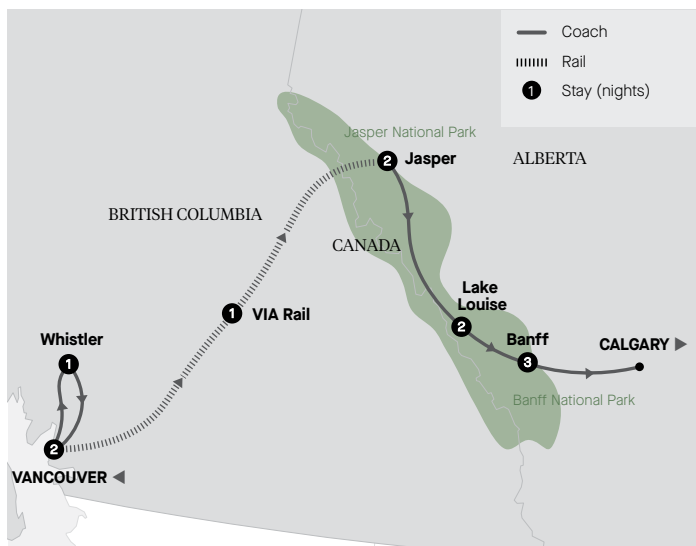 Coach
Rail
1 Stay (nights)
Jasper National Park
2 Jasper
ALBERTA
BRITISH COLUMBIA
CANADA
Lake
Louise
2
1 VIA Rail
Whistler
1
Banff
3
CALGARY
Banff National Park
2
VANCOUVER